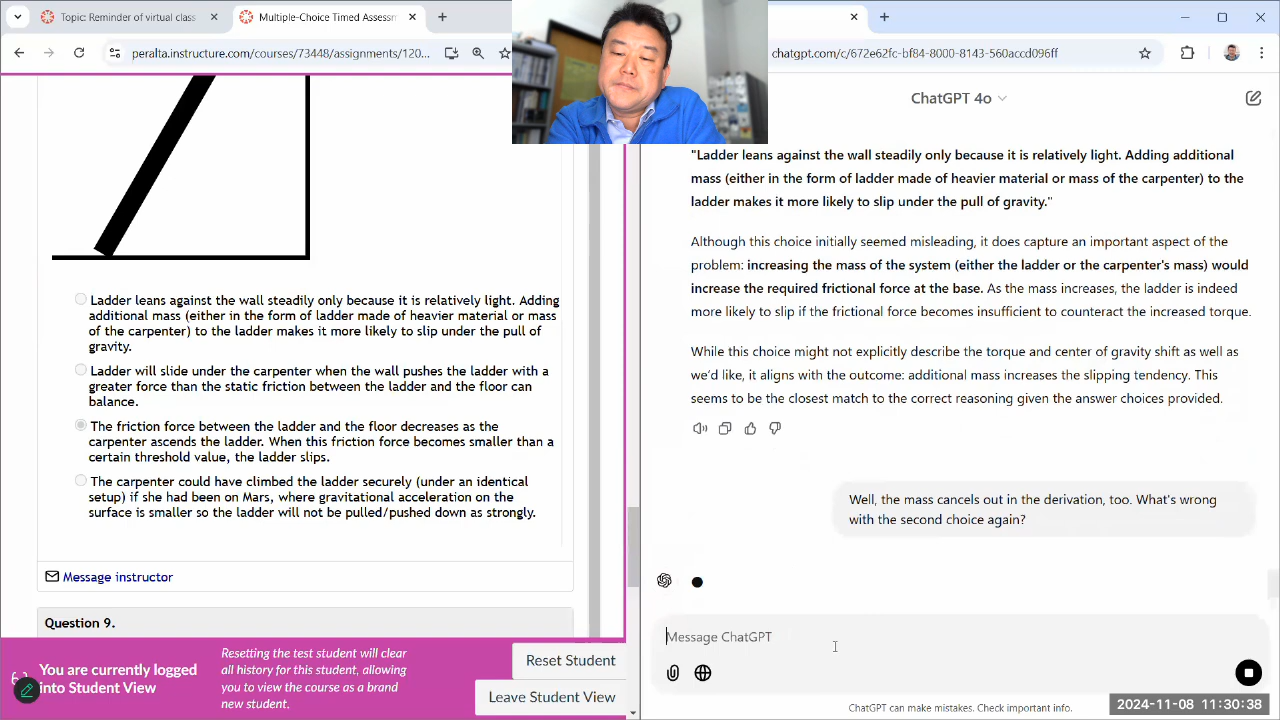 Topic: Reminder of virtual class
Multiple-Choice Timed Assessm
peralta.instructure.com/courses/73448/assignments/120...
chatgpt.com/c/672e62fc-bf84-8000-8143-560accd095ff
Ladder leans against the wall steadily only because it is relatively light. Adding
additional mass (either in the form of ladder made of heavier material or mass
of the carpenter) to the ladder makes it more likely to slip under the pull of
gravity.
Ladder will slide under the carpenter when the wall pushes the ladder with a
greater force than the static friction between the ladder and the floor can
balance.
The friction force between the ladder and the floor decreases as the
carpenter ascends the ladder. When this friction force becomes smaller than a
certain threshold value, the ladder slips.
The carpenter could have climbed the ladder securely (under an identical
setup) if she had been on Mars, where gravitational acceleration on the
surface is smaller so the ladder will not be pulled/pushed down as strongly.
Message instructor
Question 9.
You are currently logged
into Student View
Resetting the test student will clear
all history for this student, allowing
you to view the course as a brand
new student.
Reset Student
Leave Student View
ChatGPT 4o
"Ladder leans against the wall steadily only because it is relatively light. Adding additional
mass (either in the form of ladder made of heavier material or mass of the carpenter) to the
ladder makes it more likely to slip under the pull of gravity."
Although this choice initially seemed misleading, it does capture an important aspect of the
problem: increasing the mass of the system (either the ladder or the carpenter's mass) would
increase the required frictional force at the base. As the mass increases, the ladder is indeed
more likely to slip if the frictional force becomes insufficient to counteract the increased torque.
While this choice might not explicitly describe the torque and center of gravity shift as well as
we'd like, it aligns with the outcome: additional mass increases the slipping tendency. This
seems to be the closest match to the correct reasoning given the answer choices provided.
Well, the mass cancels out in the derivation, too. What's wrong
with the second choice again?
Message ChatGPT
ChatGPT can make mistakes. Check important info.
2024-11-08 11:30:38